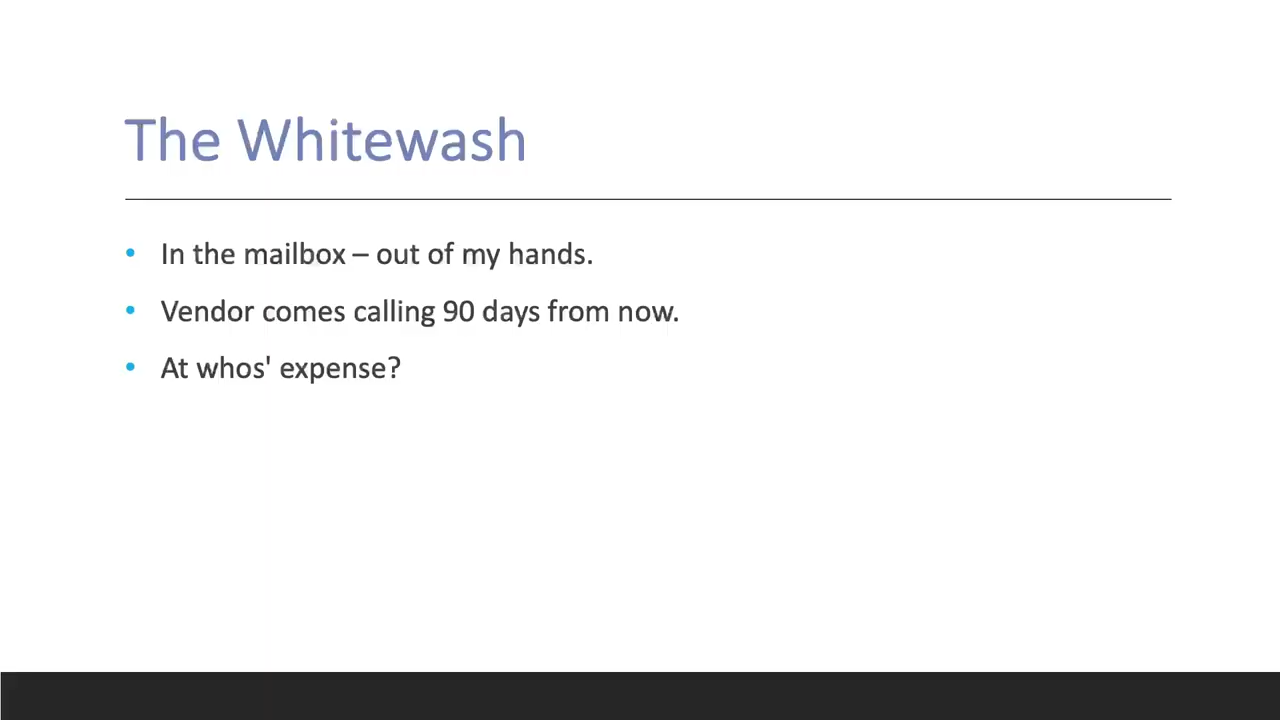 The Whitewash
• In the mailbox – out of my hands.
• Vendor comes calling 90 days from now.
• At whos' expense?